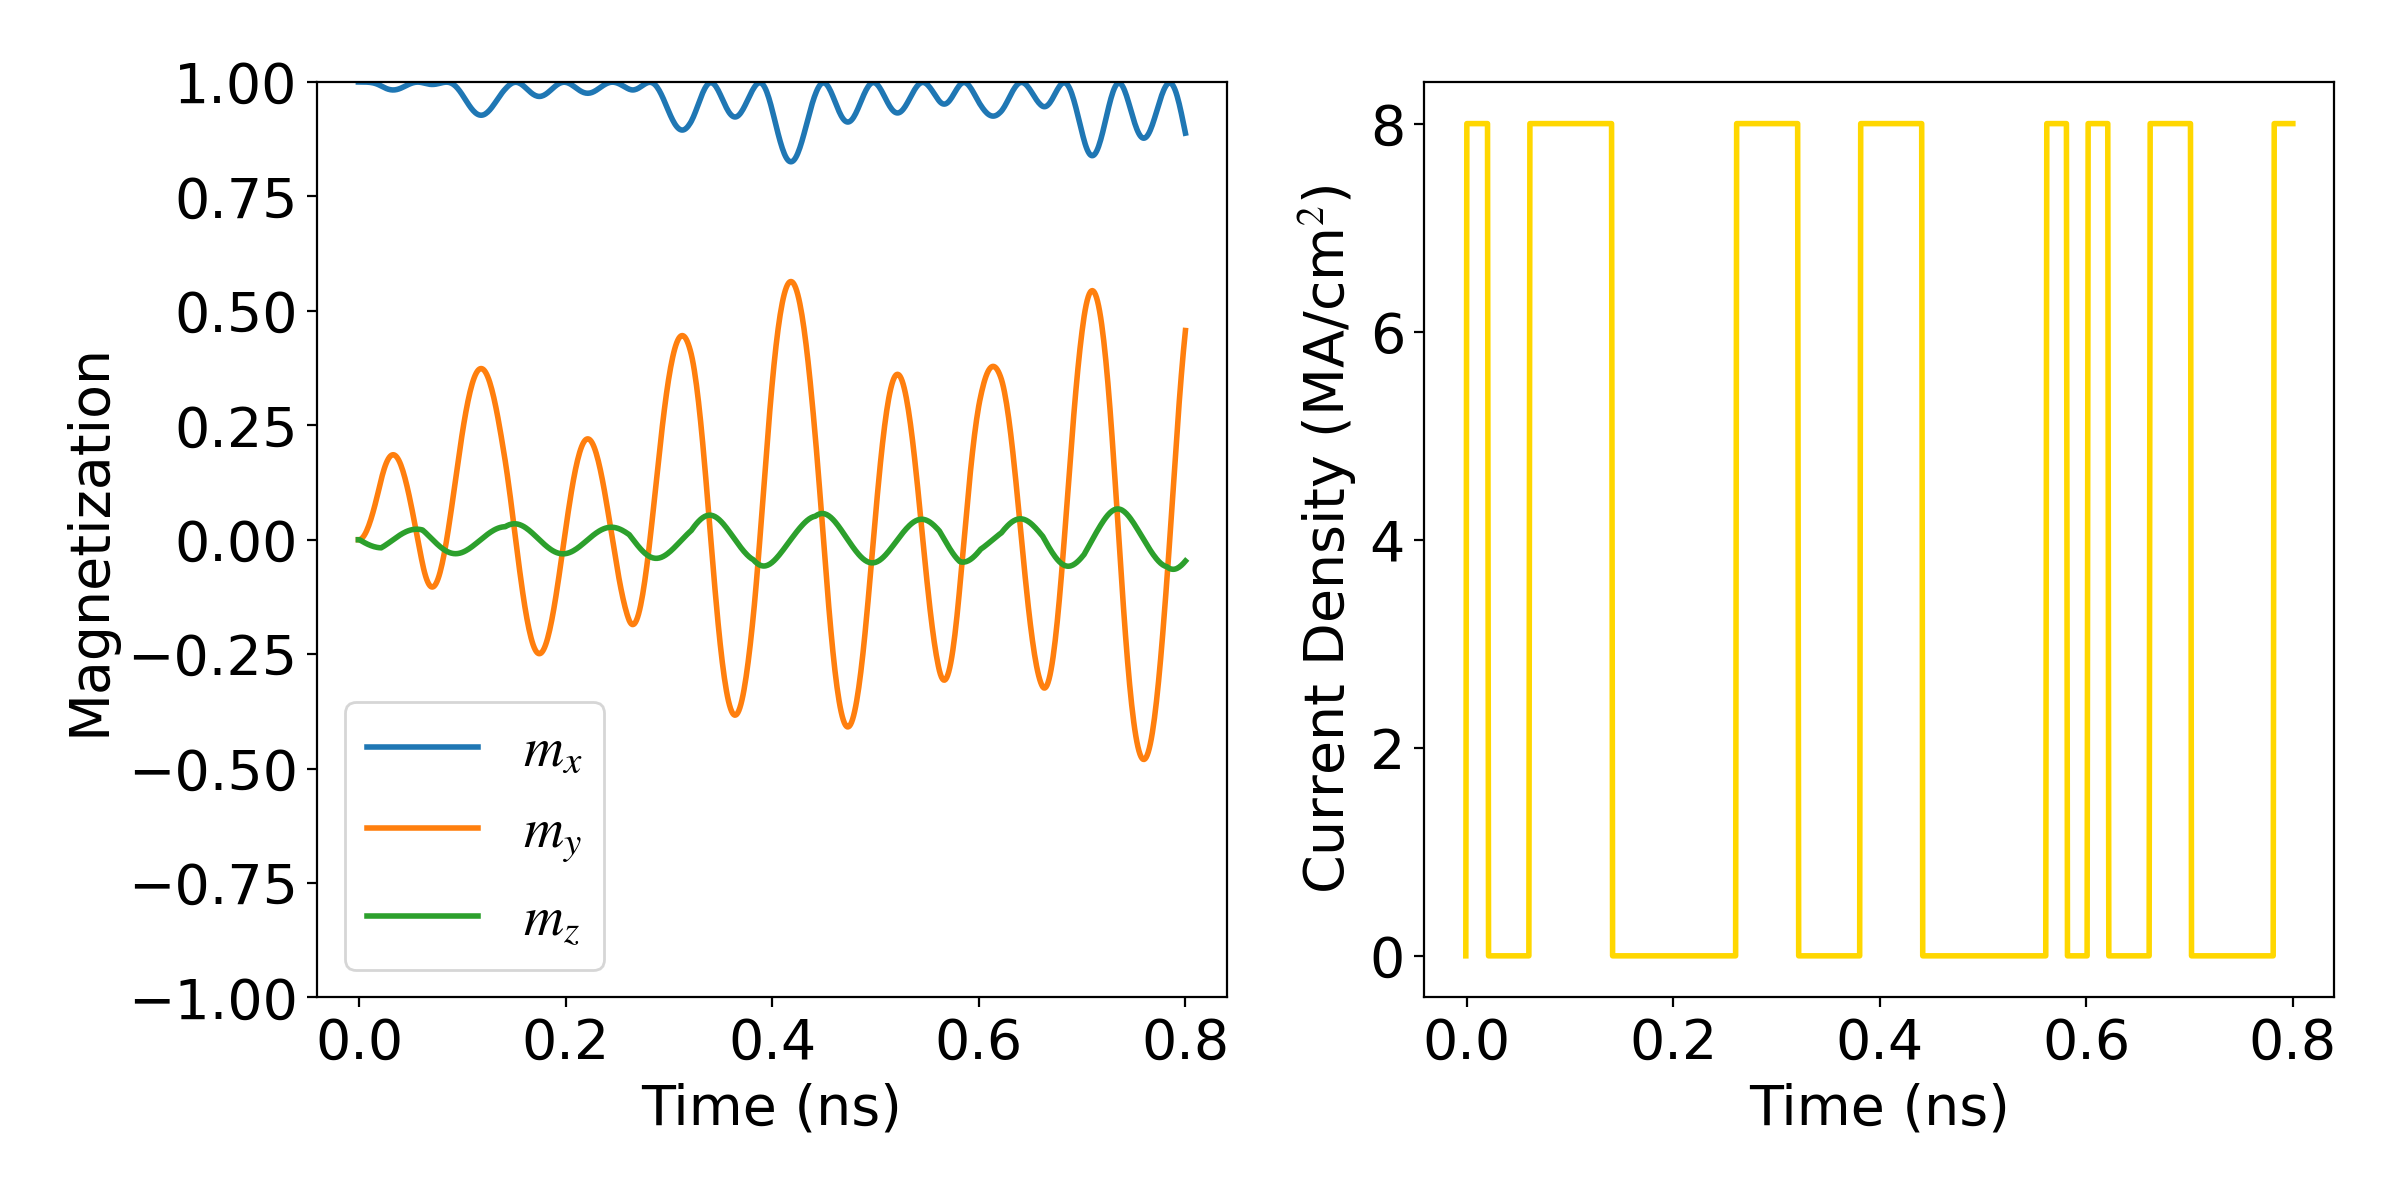 Magnetization
1.00
0.75
0.50
0.25
0.00
−0.25
−0.50
−0.75
−1.00
m_x
m_y
m_z
0.0 0.2 0.4 0.6 0.8
Time (ns)
Current Density (MA/cm²)
8
6
4
2
0
0.0 0.2 0.4 0.6 0.8
Time (ns)